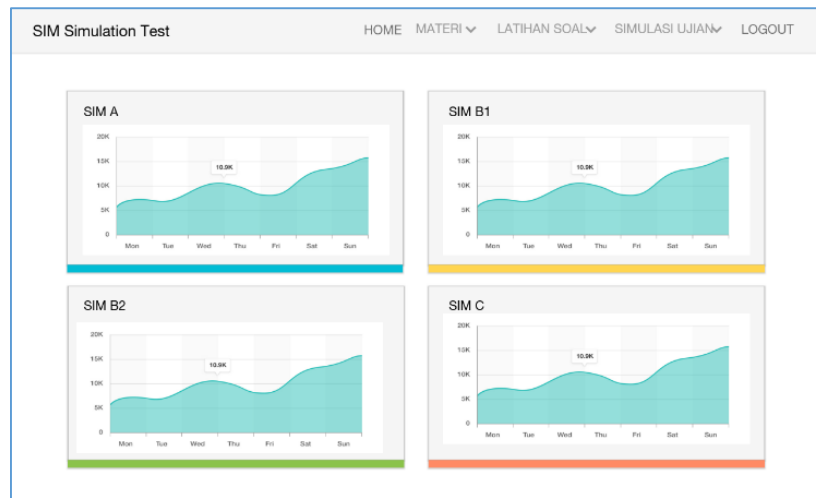 SIM Simulation Test HOME MATERI LATIHAN SOAL SIMULASI UJIAN LOGOUT
SIM A
20K
15K
10.9K
10K
5K
0
Mon Tue Wed Thu Fri Sat Sun
SIM B1
20K
15K
10.9K
10K
5K
0
Mon Tue Wed Thu Fri Sat Sun
SIM B2
20K
15K
10.9K
10K
5K
0
Mon Tue Wed Thu Fri Sat Sun
SIM C
20K
15K
10.9K
10K
5K
0
Mon Tue Wed Thu Fri Sat Sun